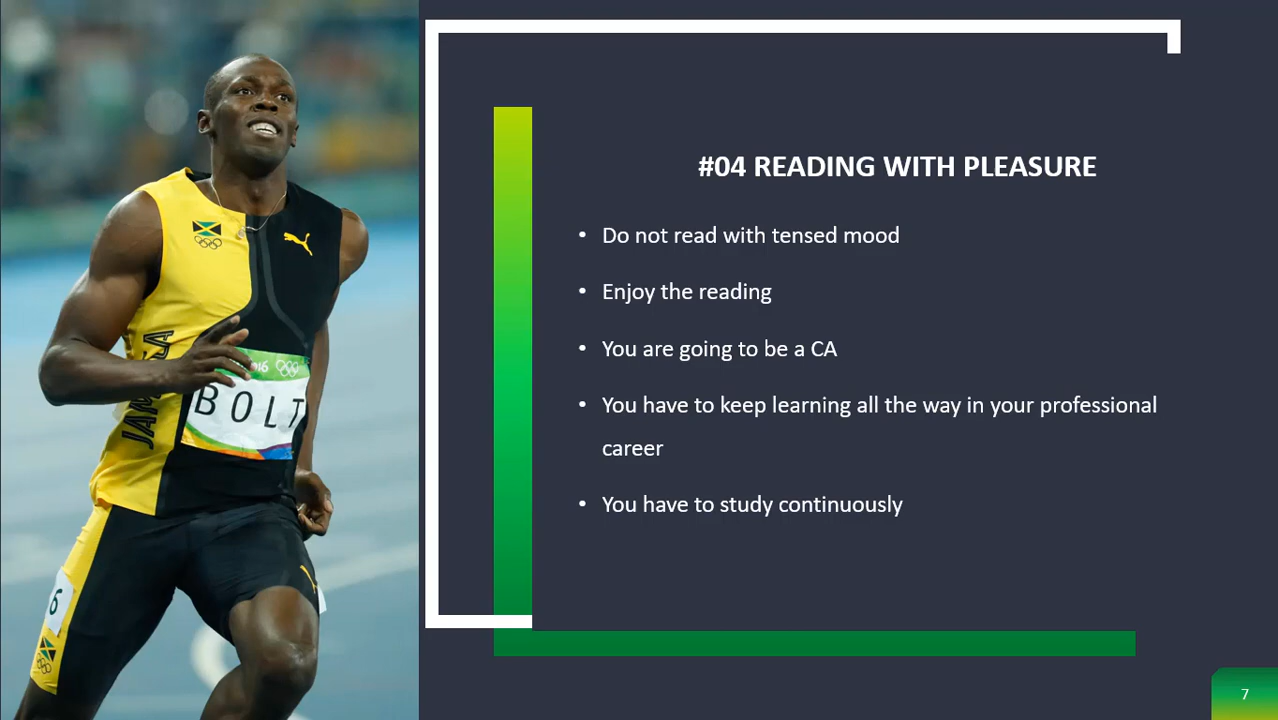 #04 READING WITH PLEASURE
• Do not read with tensed mood
• Enjoy the reading
• You are going to be a CA
• You have to keep learning all the way in your professional
career
• You have to study continuously
BOLT
6
7